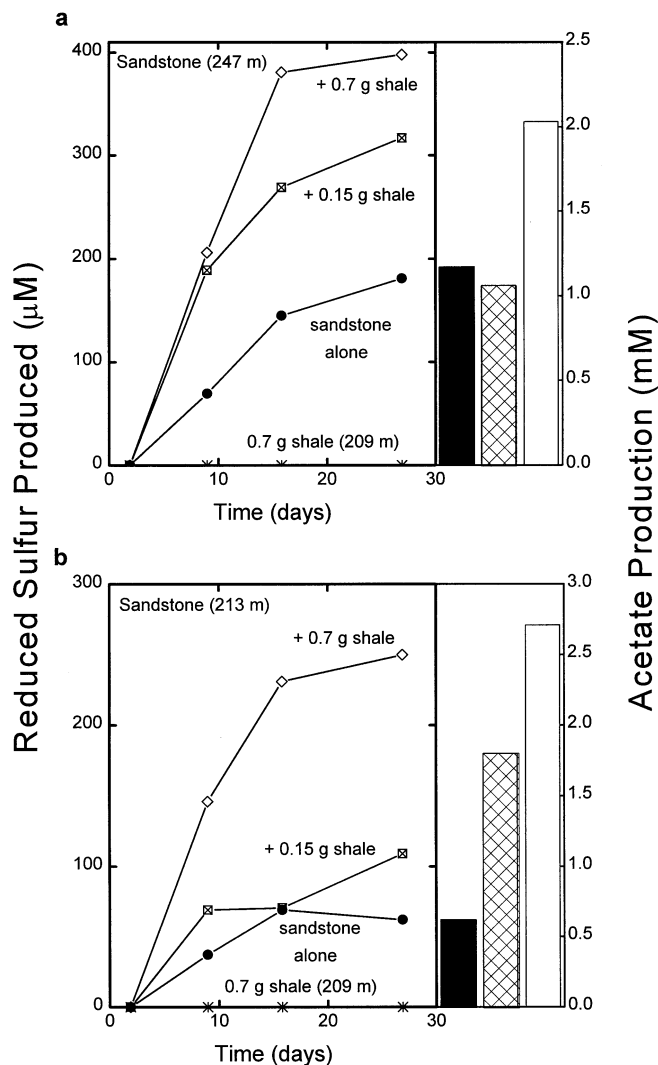 a
Reduced Sulfur Produced (µM)
Acetate Production (mM)
400
300
200
100
0
Sandstone (247 m)
+ 0.7 g shale
+ 0.15 g shale
sandstone
alone
0.7 g shale (209 m)
0
10
20
30
Time (days)
2.5
2.0
1.5
1.0
0.5
0.0
b
300
200
100
0
Sandstone (213 m)
+ 0.7 g shale
+ 0.15 g shale
sandstone
alone
0.7 g shale (209 m)
0
10
20
30
Time (days)
3.0
2.5
2.0
1.5
1.0
0.5
0.0